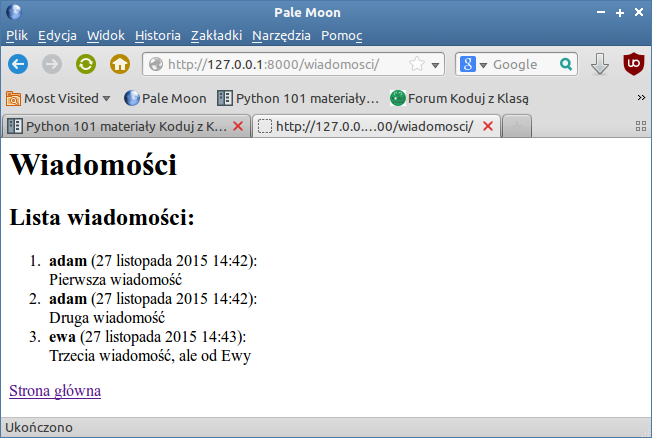 Pale Moon
Plik Edycja Widok Historia Zakładki Narzędzia Pomoc
http://127.0.0.1:8000/wiadomosci/ Google
Most Visited Pale Moon Python 101 materiały... Forum Koduj z Klasą »
Python 101 materiały Koduj z K... http://127.0.0....00/wiadomosci/
Wiadomości
Lista wiadomości:
1. adam (27 listopada 2015 14:42):
Pierwsza wiadomość
2. adam (27 listopada 2015 14:42):
Druga wiadomość
3. ewa (27 listopada 2015 14:43):
Trzecia wiadomość, ale od Ewy
Strona główna
Ukończono